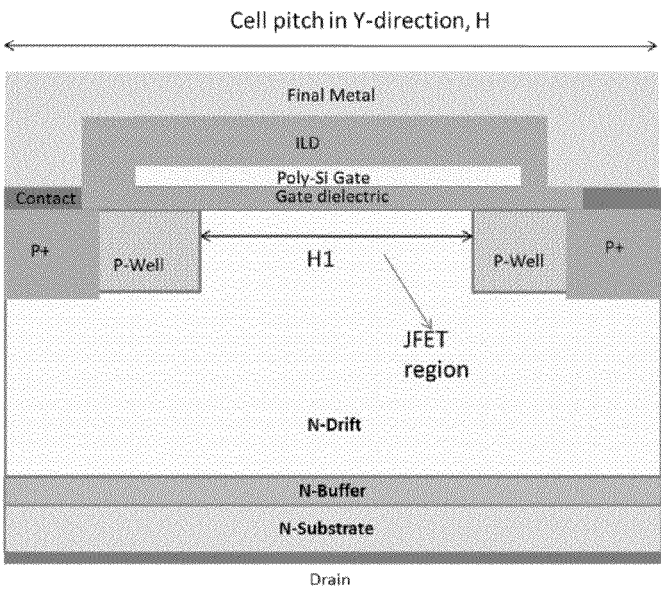 Cell pitch in Y-direction, H
Final Metal
ILD
Poly-Si Gate
Contact
Gate dielectric
P+
P-Well
H1
P-Well
P+
JFET
region
N-Drift
N-Buffer
N-Substrate
Drain